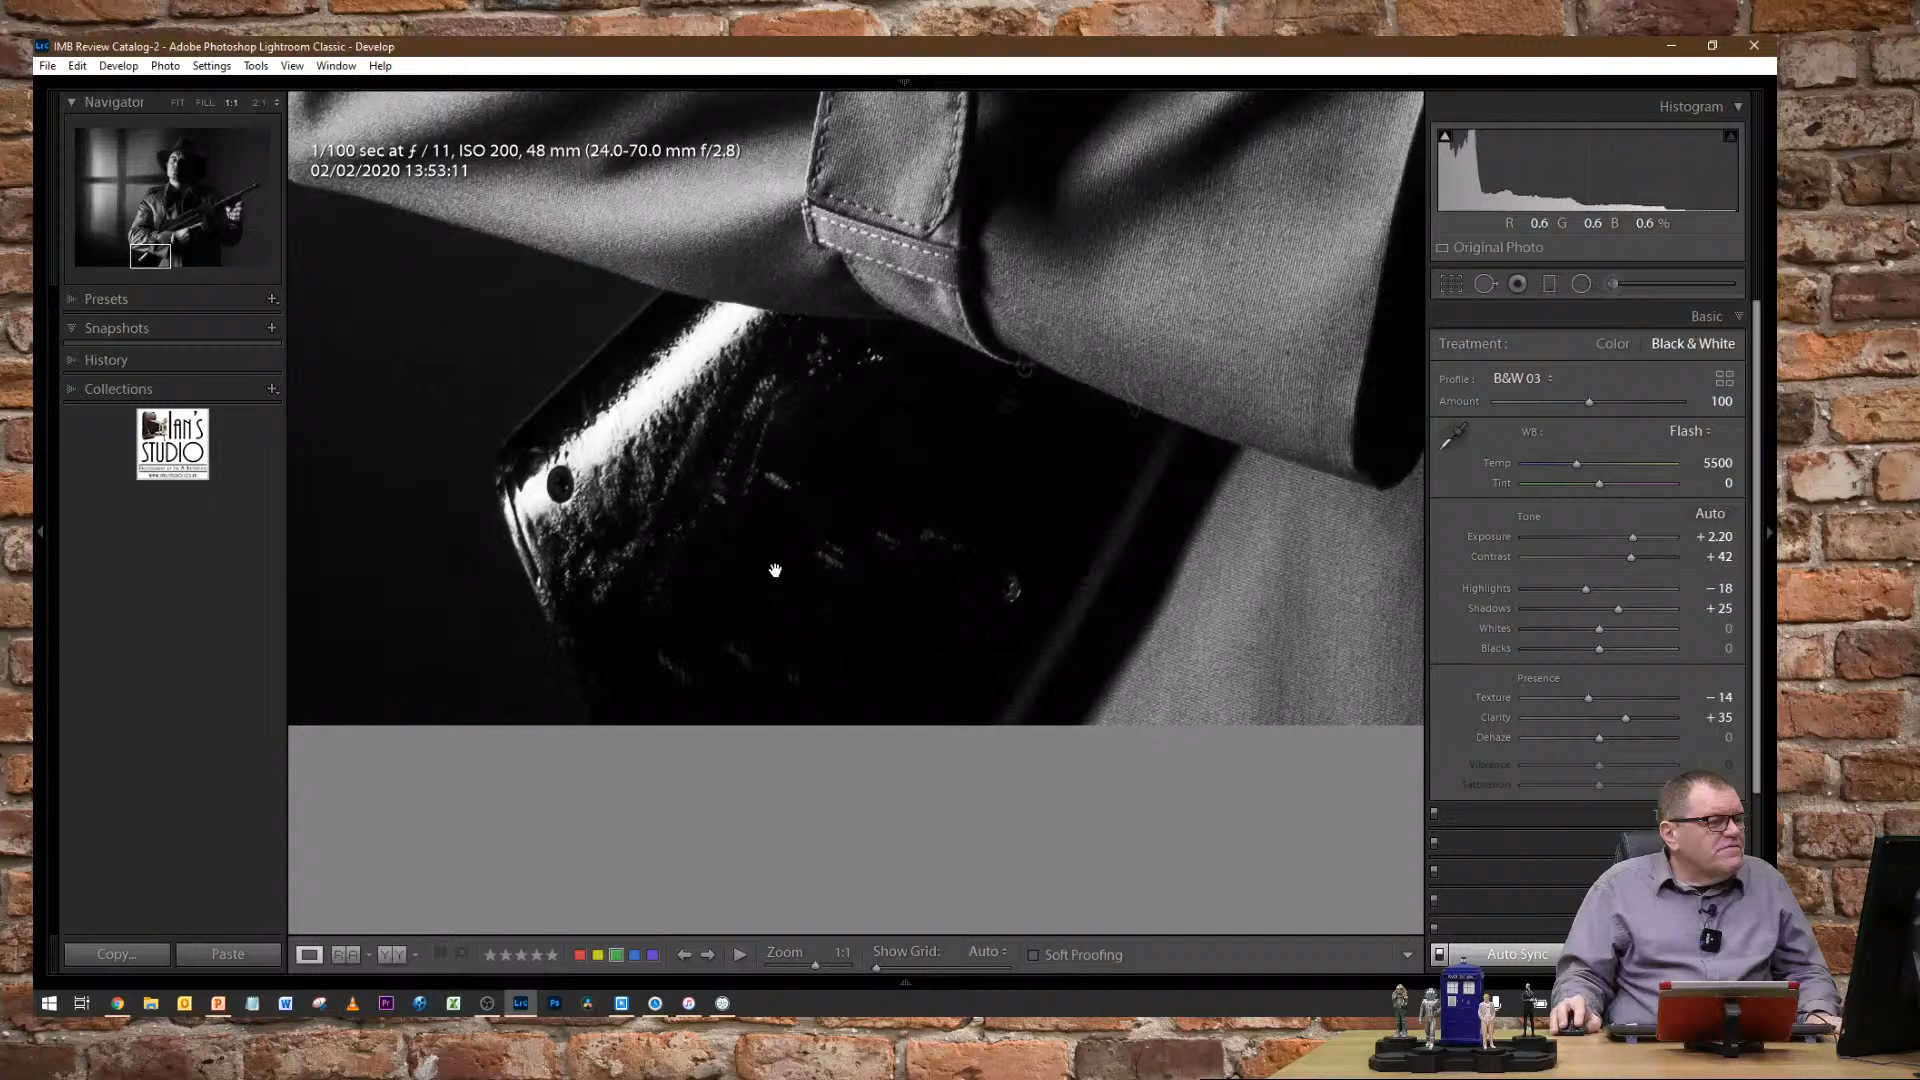 IMB Review Catalog-2 - Adobe Photoshop Lightroom Classic - Develop
File Edit Develop Photo Settings Tools View Window Help
Navigator FIT FILL 1:1 2:1
Presets
Snapshots
History
Collections
IAN'S
STUDIO
Copy... Paste
1/100 sec at ƒ / 11, ISO 200, 48 mm (24.0-70.0 mm f/2.8)
02/02/2020 13:53:11
Zoom 1:1 Show Grid: Auto Soft Proofing
Histogram
R 0.6 G 0.6 B 0.6 %
Original Photo
Basic
Treatment : Color Black & White
Profile : B&W 03
Amount 100
WB : Flash
Temp 5500
Tint 0
Tone Auto
Exposure + 2.20
Contrast + 42
Highlights − 18
Shadows + 25
Whites 0
Blacks 0
Presence
Texture − 14
Clarity + 35
Dehaze 0
Vibrance 0
Saturation
Auto Sync